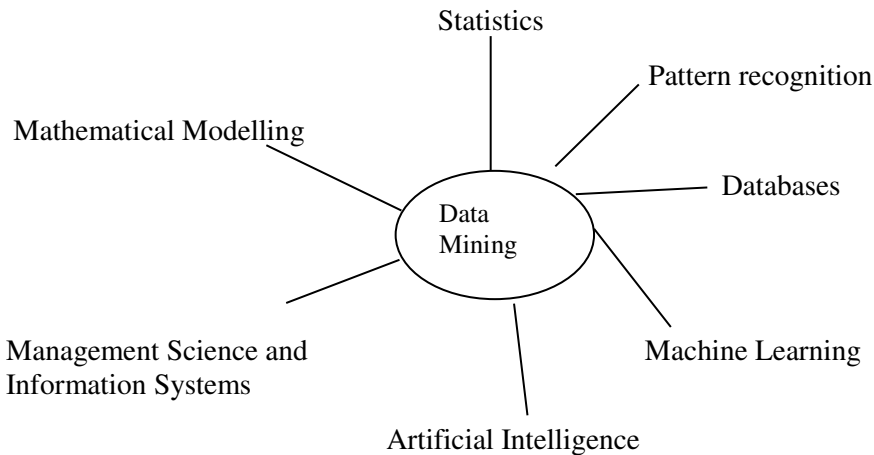 Statistics
Pattern recognition
Mathematical Modelling
Databases
Data
Mining
Management Science and
Information Systems
Machine Learning
Artificial Intelligence